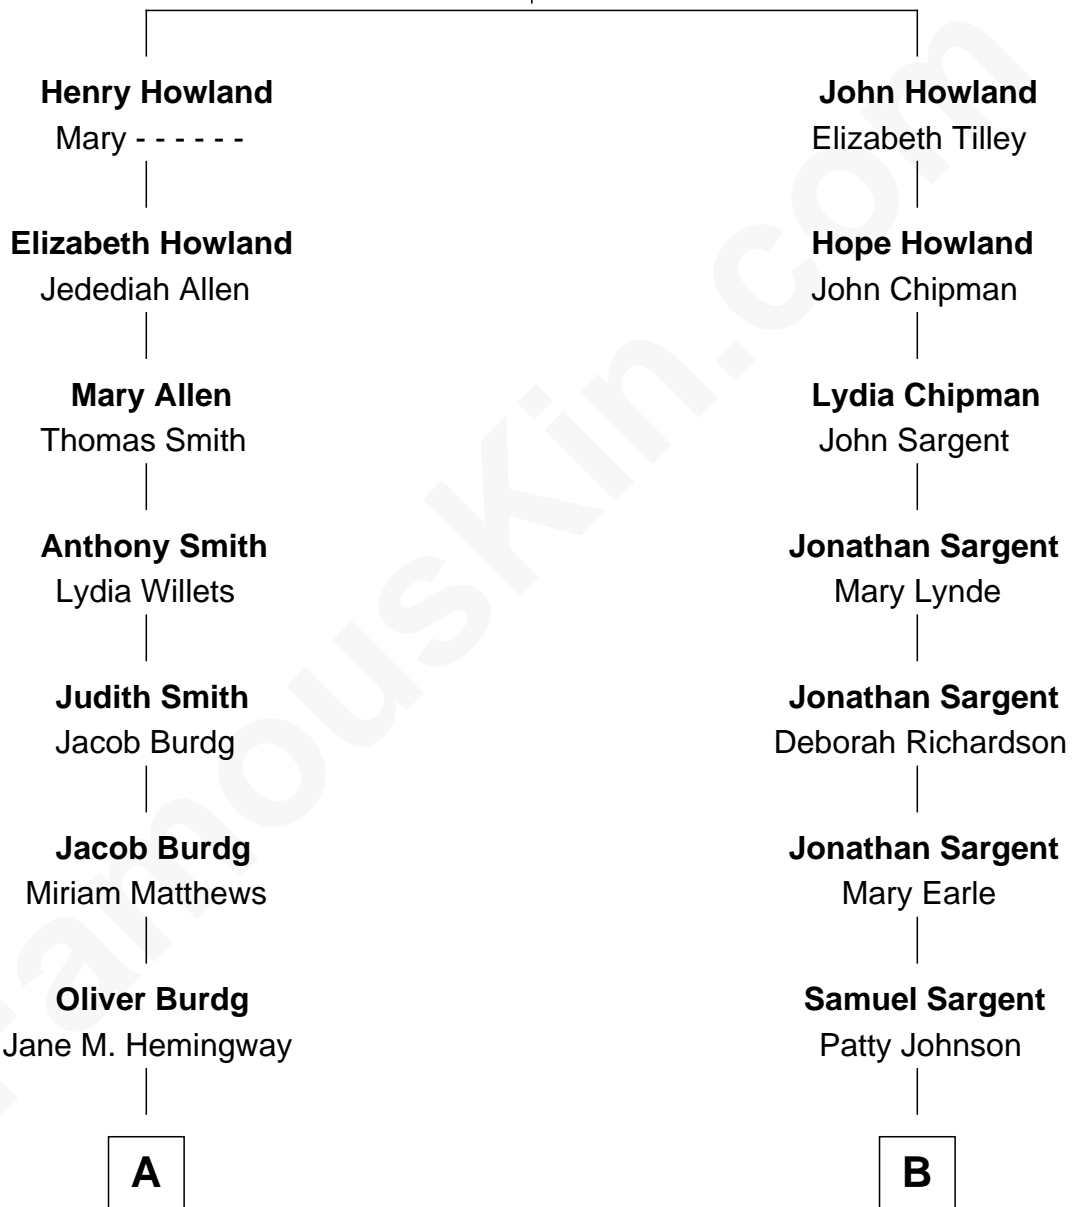 Henry Howland
Mary - - - - - -
Elizabeth Howland
Jedediah Allen
Mary Allen
Thomas Smith
Anthony Smith
Lydia Willets
Judith Smith
Jacob Burdg
Jacob Burdg
Miriam Matthews
Oliver Burdg
Jane M. Hemingway
A
John Howland
Elizabeth Tilley
Hope Howland
John Chipman
Lydia Chipman
John Sargent
Jonathan Sargent
Mary Lynde
Jonathan Sargent
Deborah Richardson
Jonathan Sargent
Mary Earle
Samuel Sargent
Patty Johnson
B
FamousKin.com